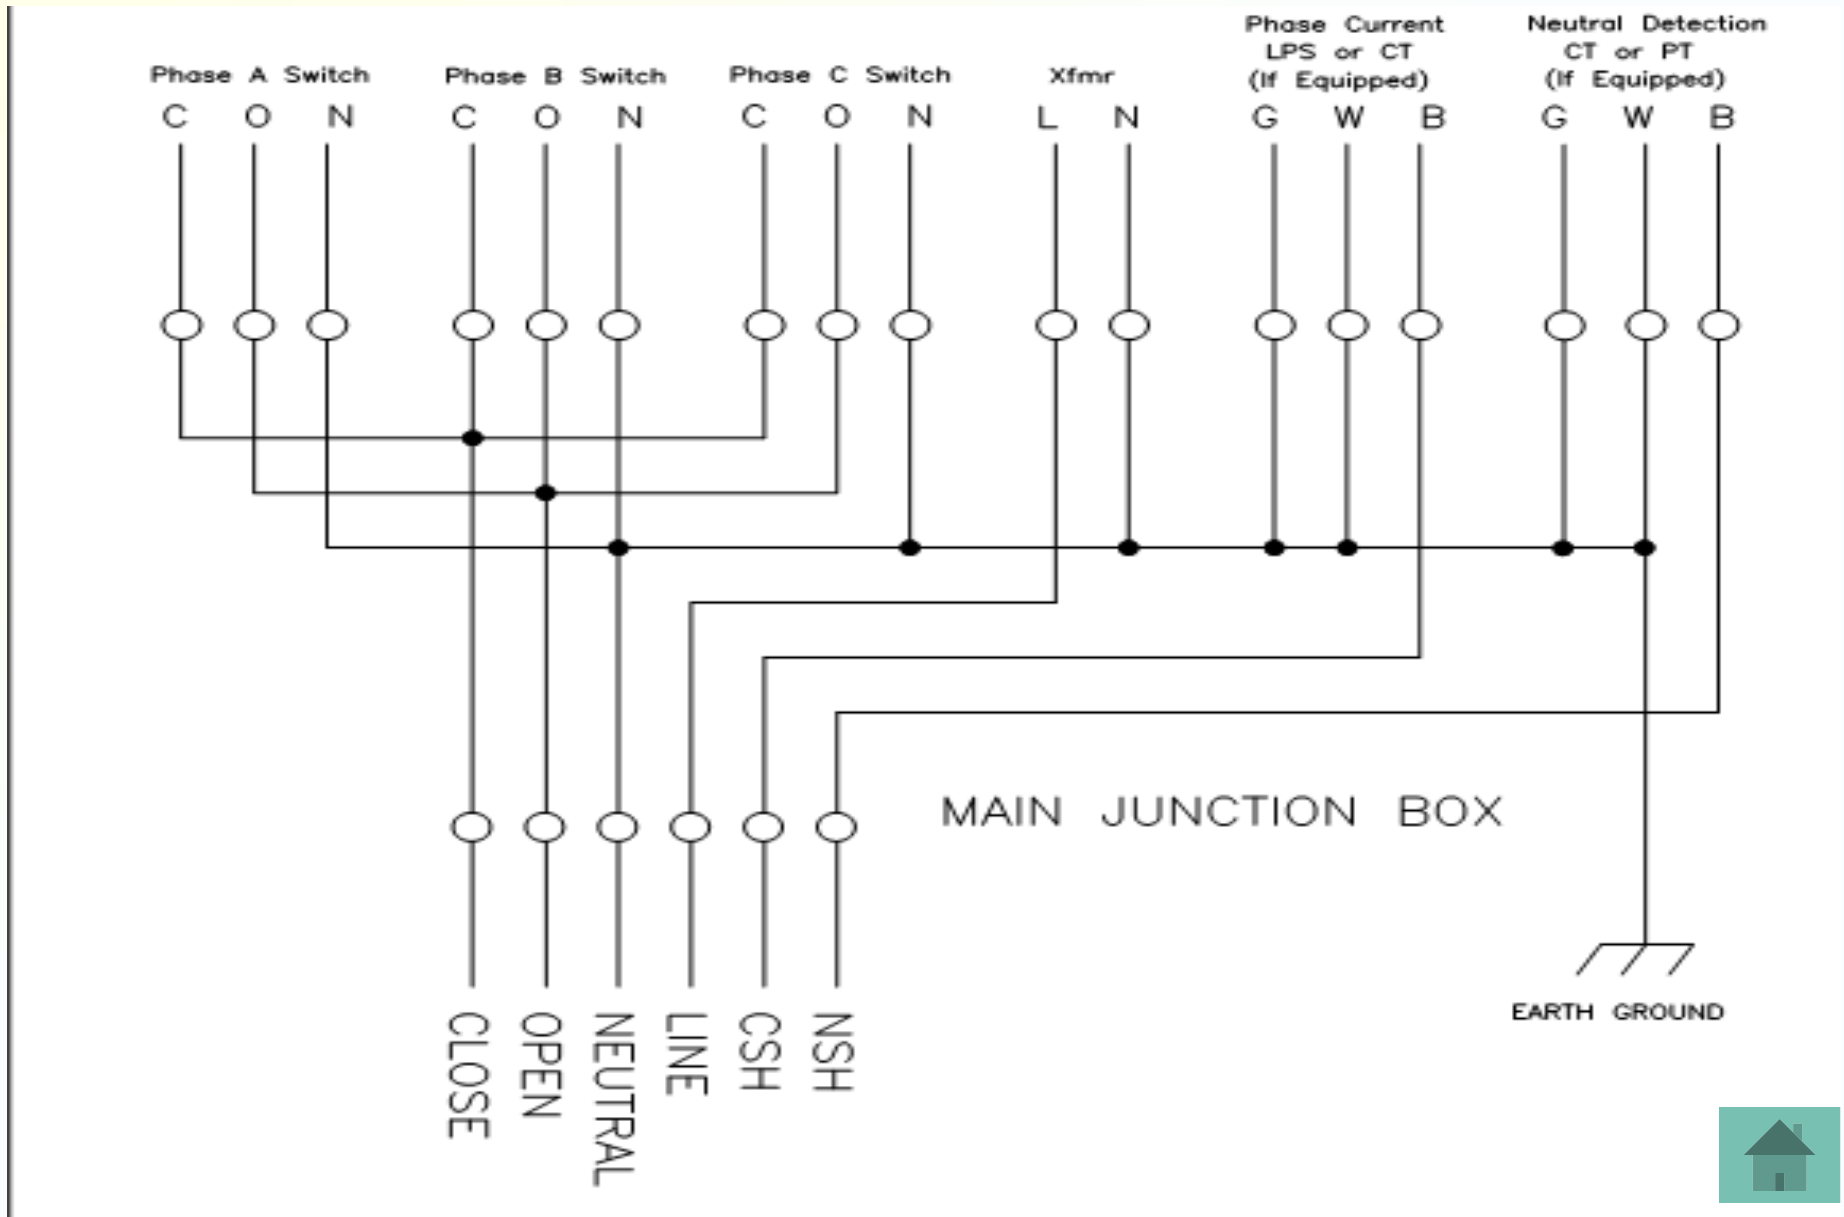 Phase A Switch
Phase B Switch
Phase C Switch
Xfmr
Phase Current
LPS or CT
(If Equipped)
Neutral Detection
CT or PT
(If Equipped)
C O N
C O N
C O N
L N
G W B
G W B
MAIN JUNCTION BOX
CLOSE
OPEN
NEUTRAL
LINE
CSH
NSH
EARTH GROUND